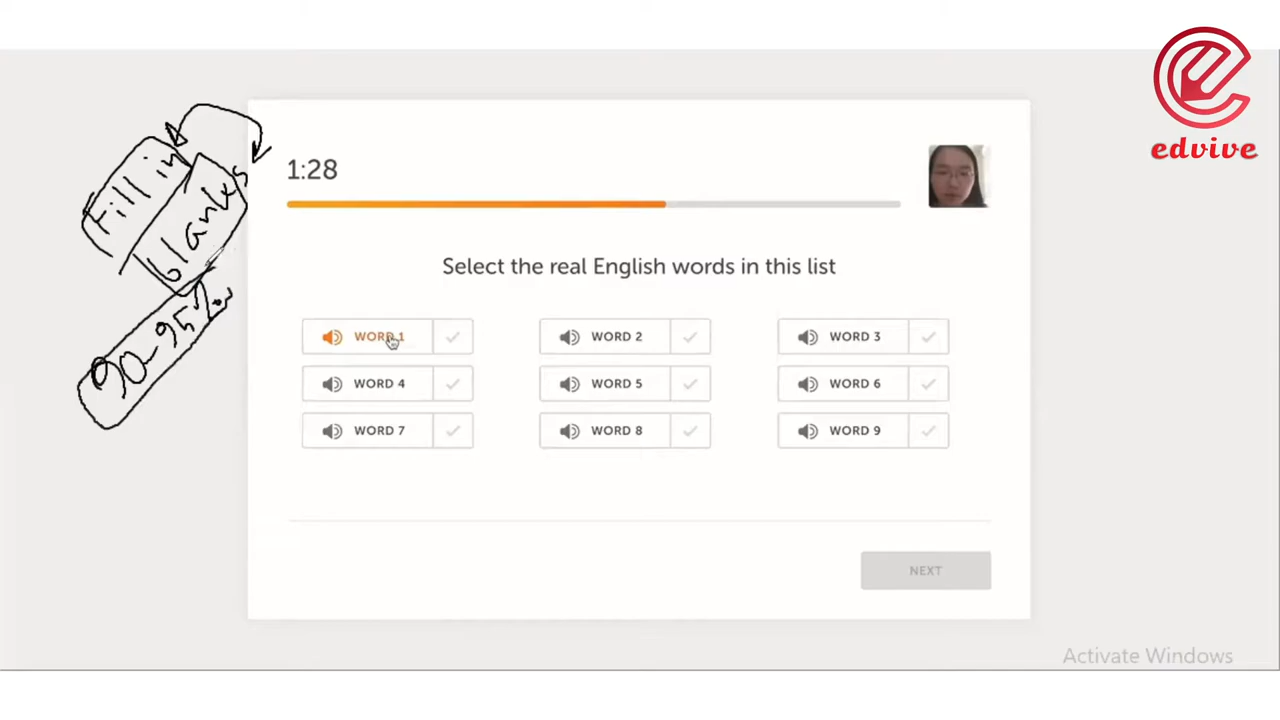 edvive
Fill in
blanks
90-95%
1:28
Select the real English words in this list
WORD 1
WORD 2
WORD 3
WORD 4
WORD 5
WORD 6
WORD 7
WORD 8
WORD 9
NEXT
Activate Windows